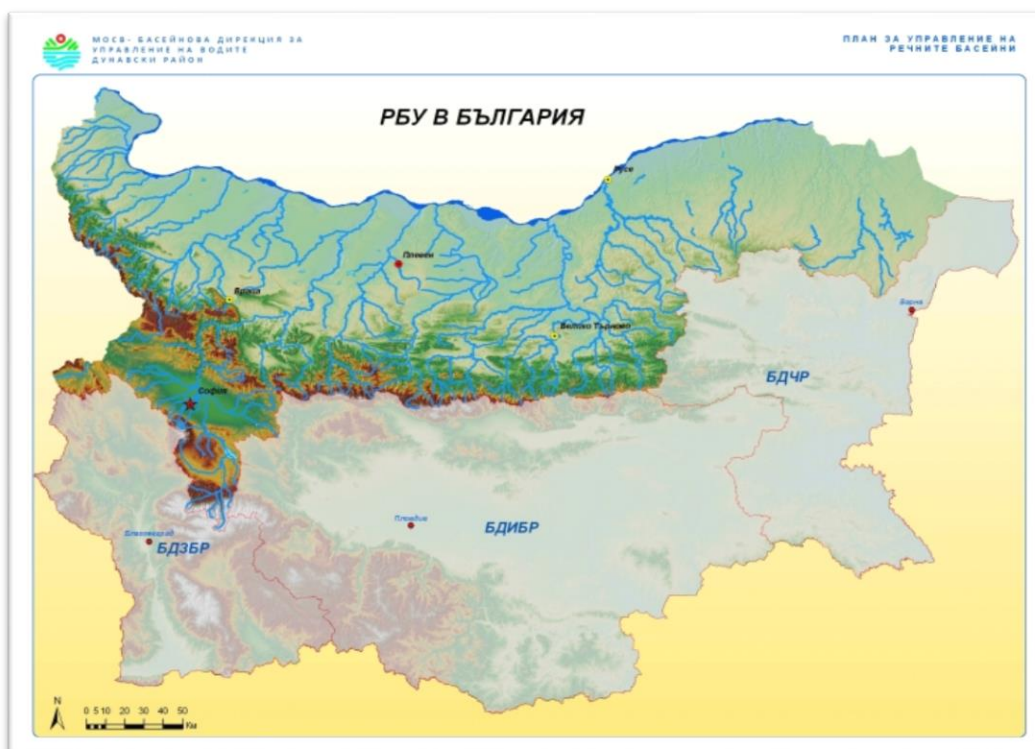 МОСВ- БАСЕЙНОВА ДИРЕКЦИЯ ЗА
УПРАВЛЕНИЕ НА ВОДИТЕ
ДУНАВСКИ РАЙОН
ПЛАН ЗА УПРАВЛЕНИЕ НА
РЕЧНИТЕ БАСЕЙНИ
РБУ В БЪЛГАРИЯ
Русе
Плевен
Враца
Варна
Велико Търново
БДЧР
София
Пловдив
БДИБР
Благоевград
БДЗБР
N
0 5 10 20 30 40 50
Км